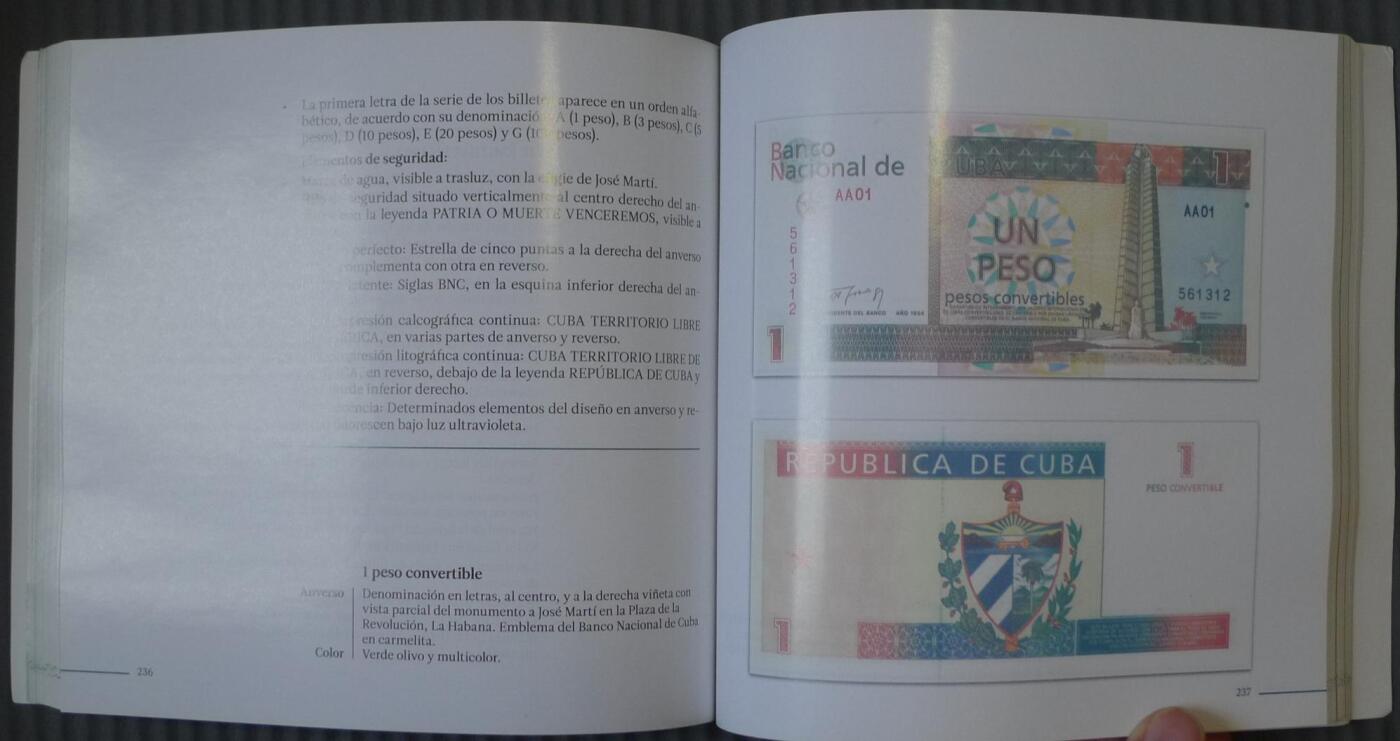 La primera letra de la serie de los billetes aparece en un orden alfa-
bético, de acuerdo con su denominación: A (1 peso), B (3 pesos), C (5
pesos), D (10 pesos), E (20 pesos) y G (100 pesos).
Elementos de seguridad:
Marca de agua, visible a trasluz, con la efigie de José Martí.
seguridad situado verticalmente al centro derecho del an-
la leyenda PATRIA O MUERTE VENCEREMOS, visible a
perfecto: Estrella de cinco puntas a la derecha del anverso
complementa con otra en reverso.
Siglas BNC, en la esquina inferior derecha del an-
calcográfica continua: CUBA TERRITORIO LIBRE
en varias partes de anverso y reverso.
litográfica continua: CUBA TERRITORIO LIBRE DE
en reverso, debajo de la leyenda REPÚBLICA DE CUBA y
inferior derecho.
Determinados elementos del diseño en anverso y re-
bajo luz ultravioleta.
1 peso convertible
Anverso Denominación en letras, al centro, y a la derecha viñeta con
vista parcial del monumento a José Martí en la Plaza de la
Revolución, La Habana. Emblema del Banco Nacional de Cuba
en carmelita.
Color Verde olivo y multicolor.
236
Banco
Nacional de CUBA
1
AA01
AA01
5
6
1
3
1
2
UN
PESO
pesos convertibles
561312
PRESIDENTE DEL BANCO AÑO 1994
1
REPUBLICA DE CUBA
1
PESO CONVERTIBLE
1
237